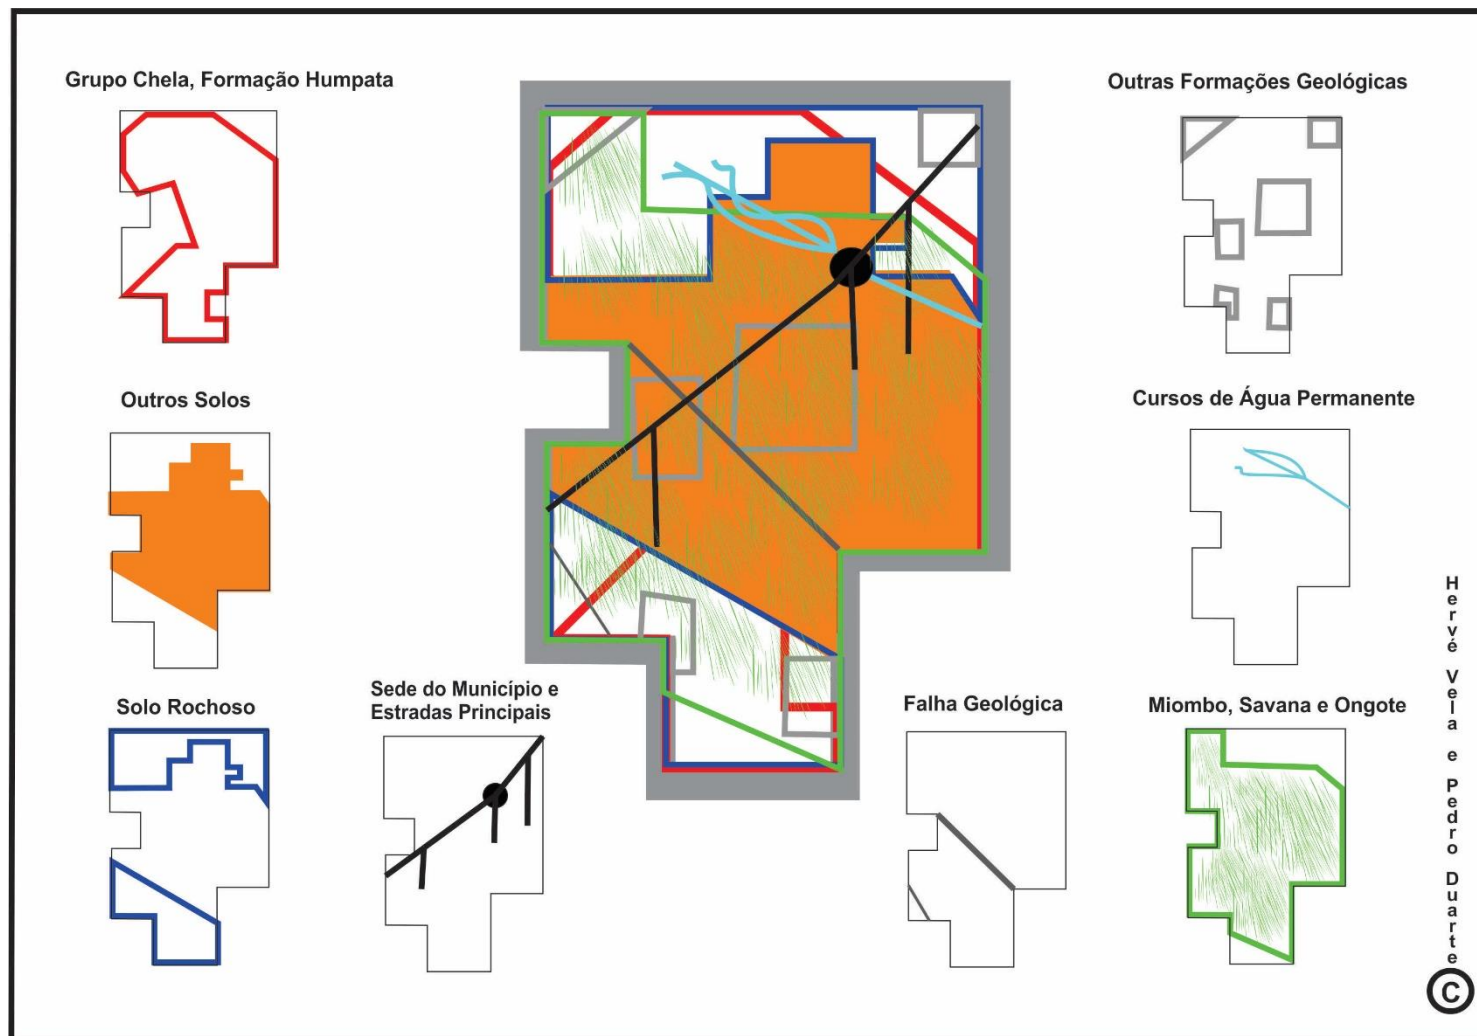 Grupo Chela, Formação Humpata
Outras Formações Geológicas
Outros Solos
Cursos de Água Permanente
Solo Rochoso
Sede do Município e
Estradas Principais
Falha Geológica
Miombo, Savana e Ongote
Hervé Vela e Pedro Duarte
C